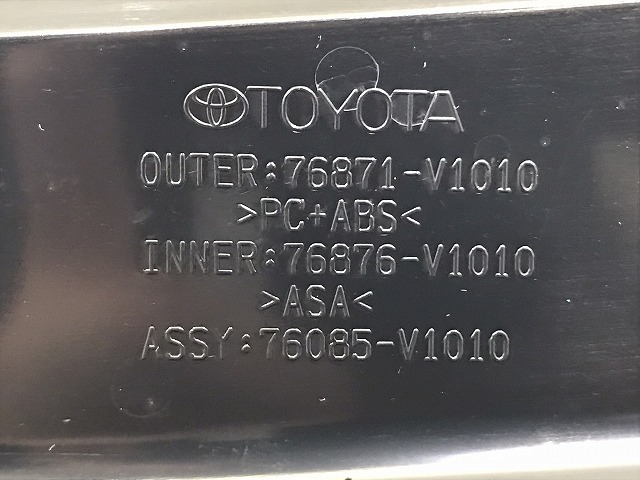 TOYOTA
OUTER:76871-V1010
>PC+ABS<
INNER:76876-V1010
>ASA<
ASSY:76085-V1010